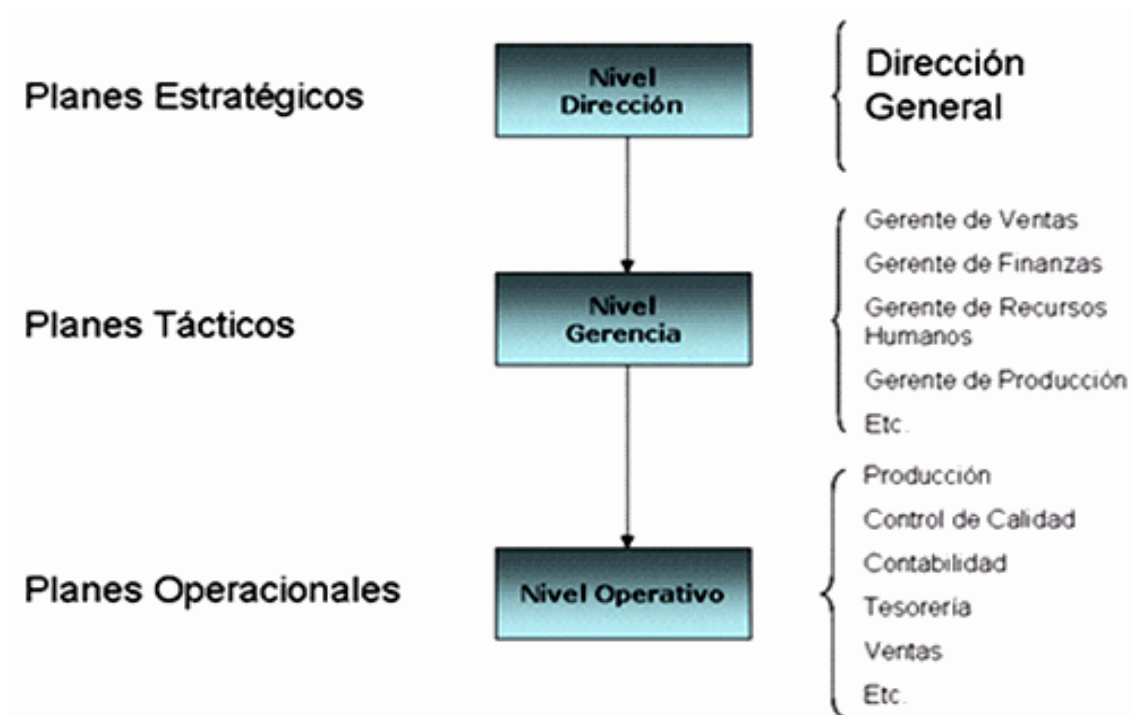 Planes Estratégicos
Nivel
Dirección
Dirección
General
Planes Tácticos
Nivel
Gerencia
Gerente de Ventas
Gerente de Finanzas
Gerente de Recursos
Humanos
Gerente de Producción
Etc.
Planes Operacionales
Nivel Operativo
Producción
Control de Calidad
Contabilidad
Tesorería
Ventas
Etc.